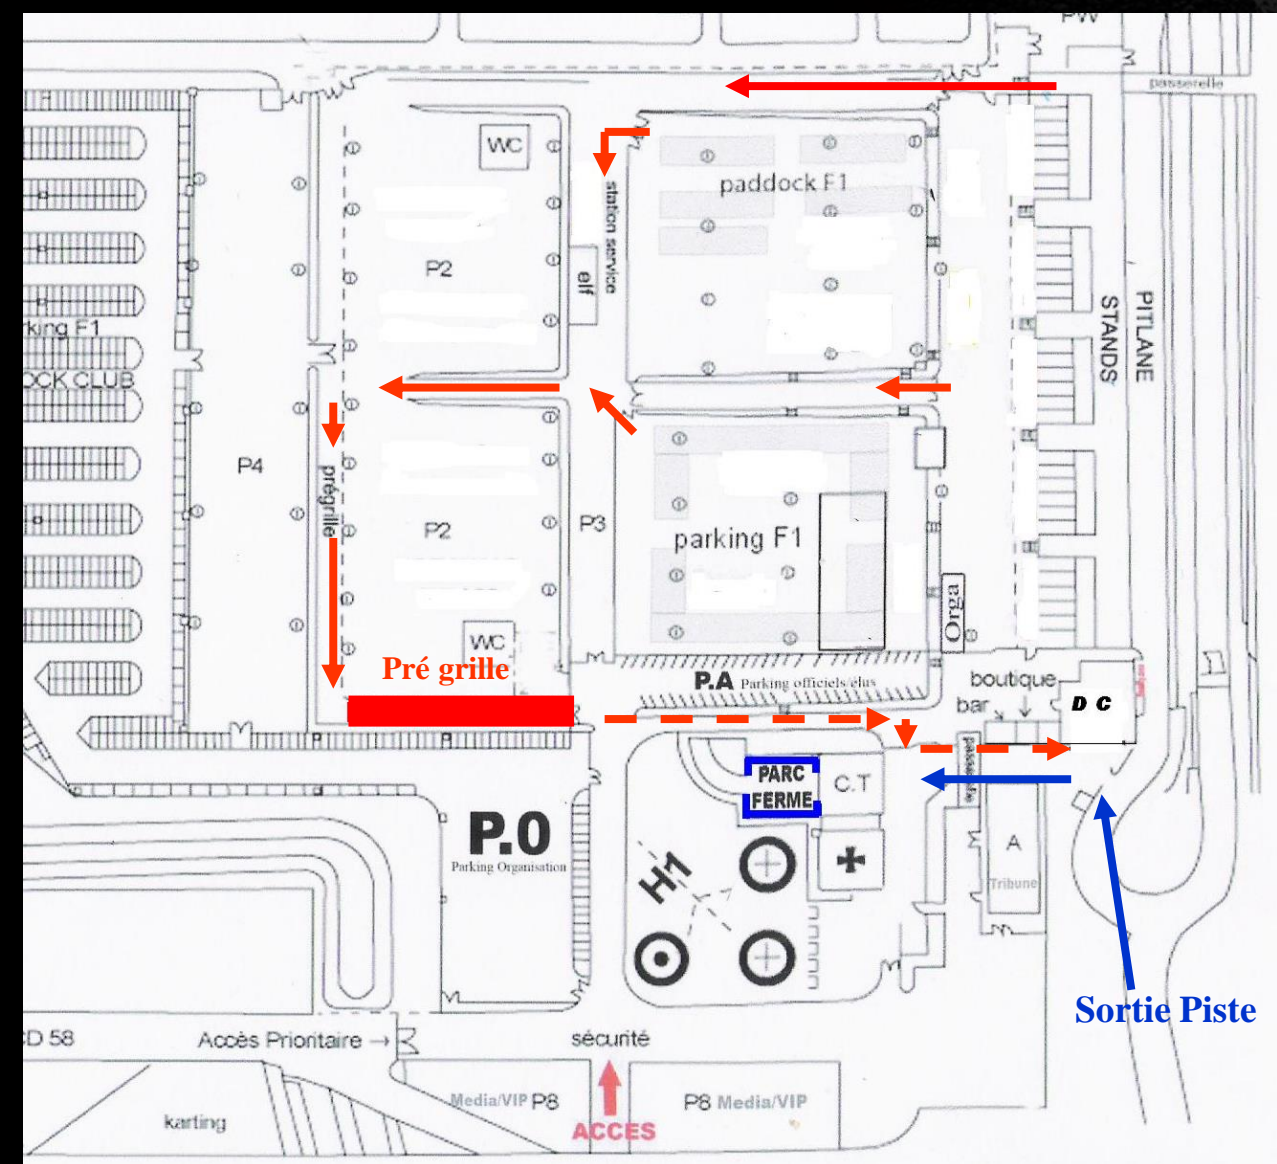 PW
passerelle
WC
paddock F1
station service
P2
elf
PITLANE
STANDS
rking F1
OCK CLUB
P4
prégrille
P2
P3
parking F1
Orga
WC
Pré grille
P.A Parking officiels/élus
boutique
bar
D C
passerelle
PARC
FERME
C.T
P.O
Parking Organisation
A
Tribune
H1
Sortie Piste
CD 58
Accès Prioritaire
sécurité
Media/VIP P8
P8 Media/VIP
karting
ACCES